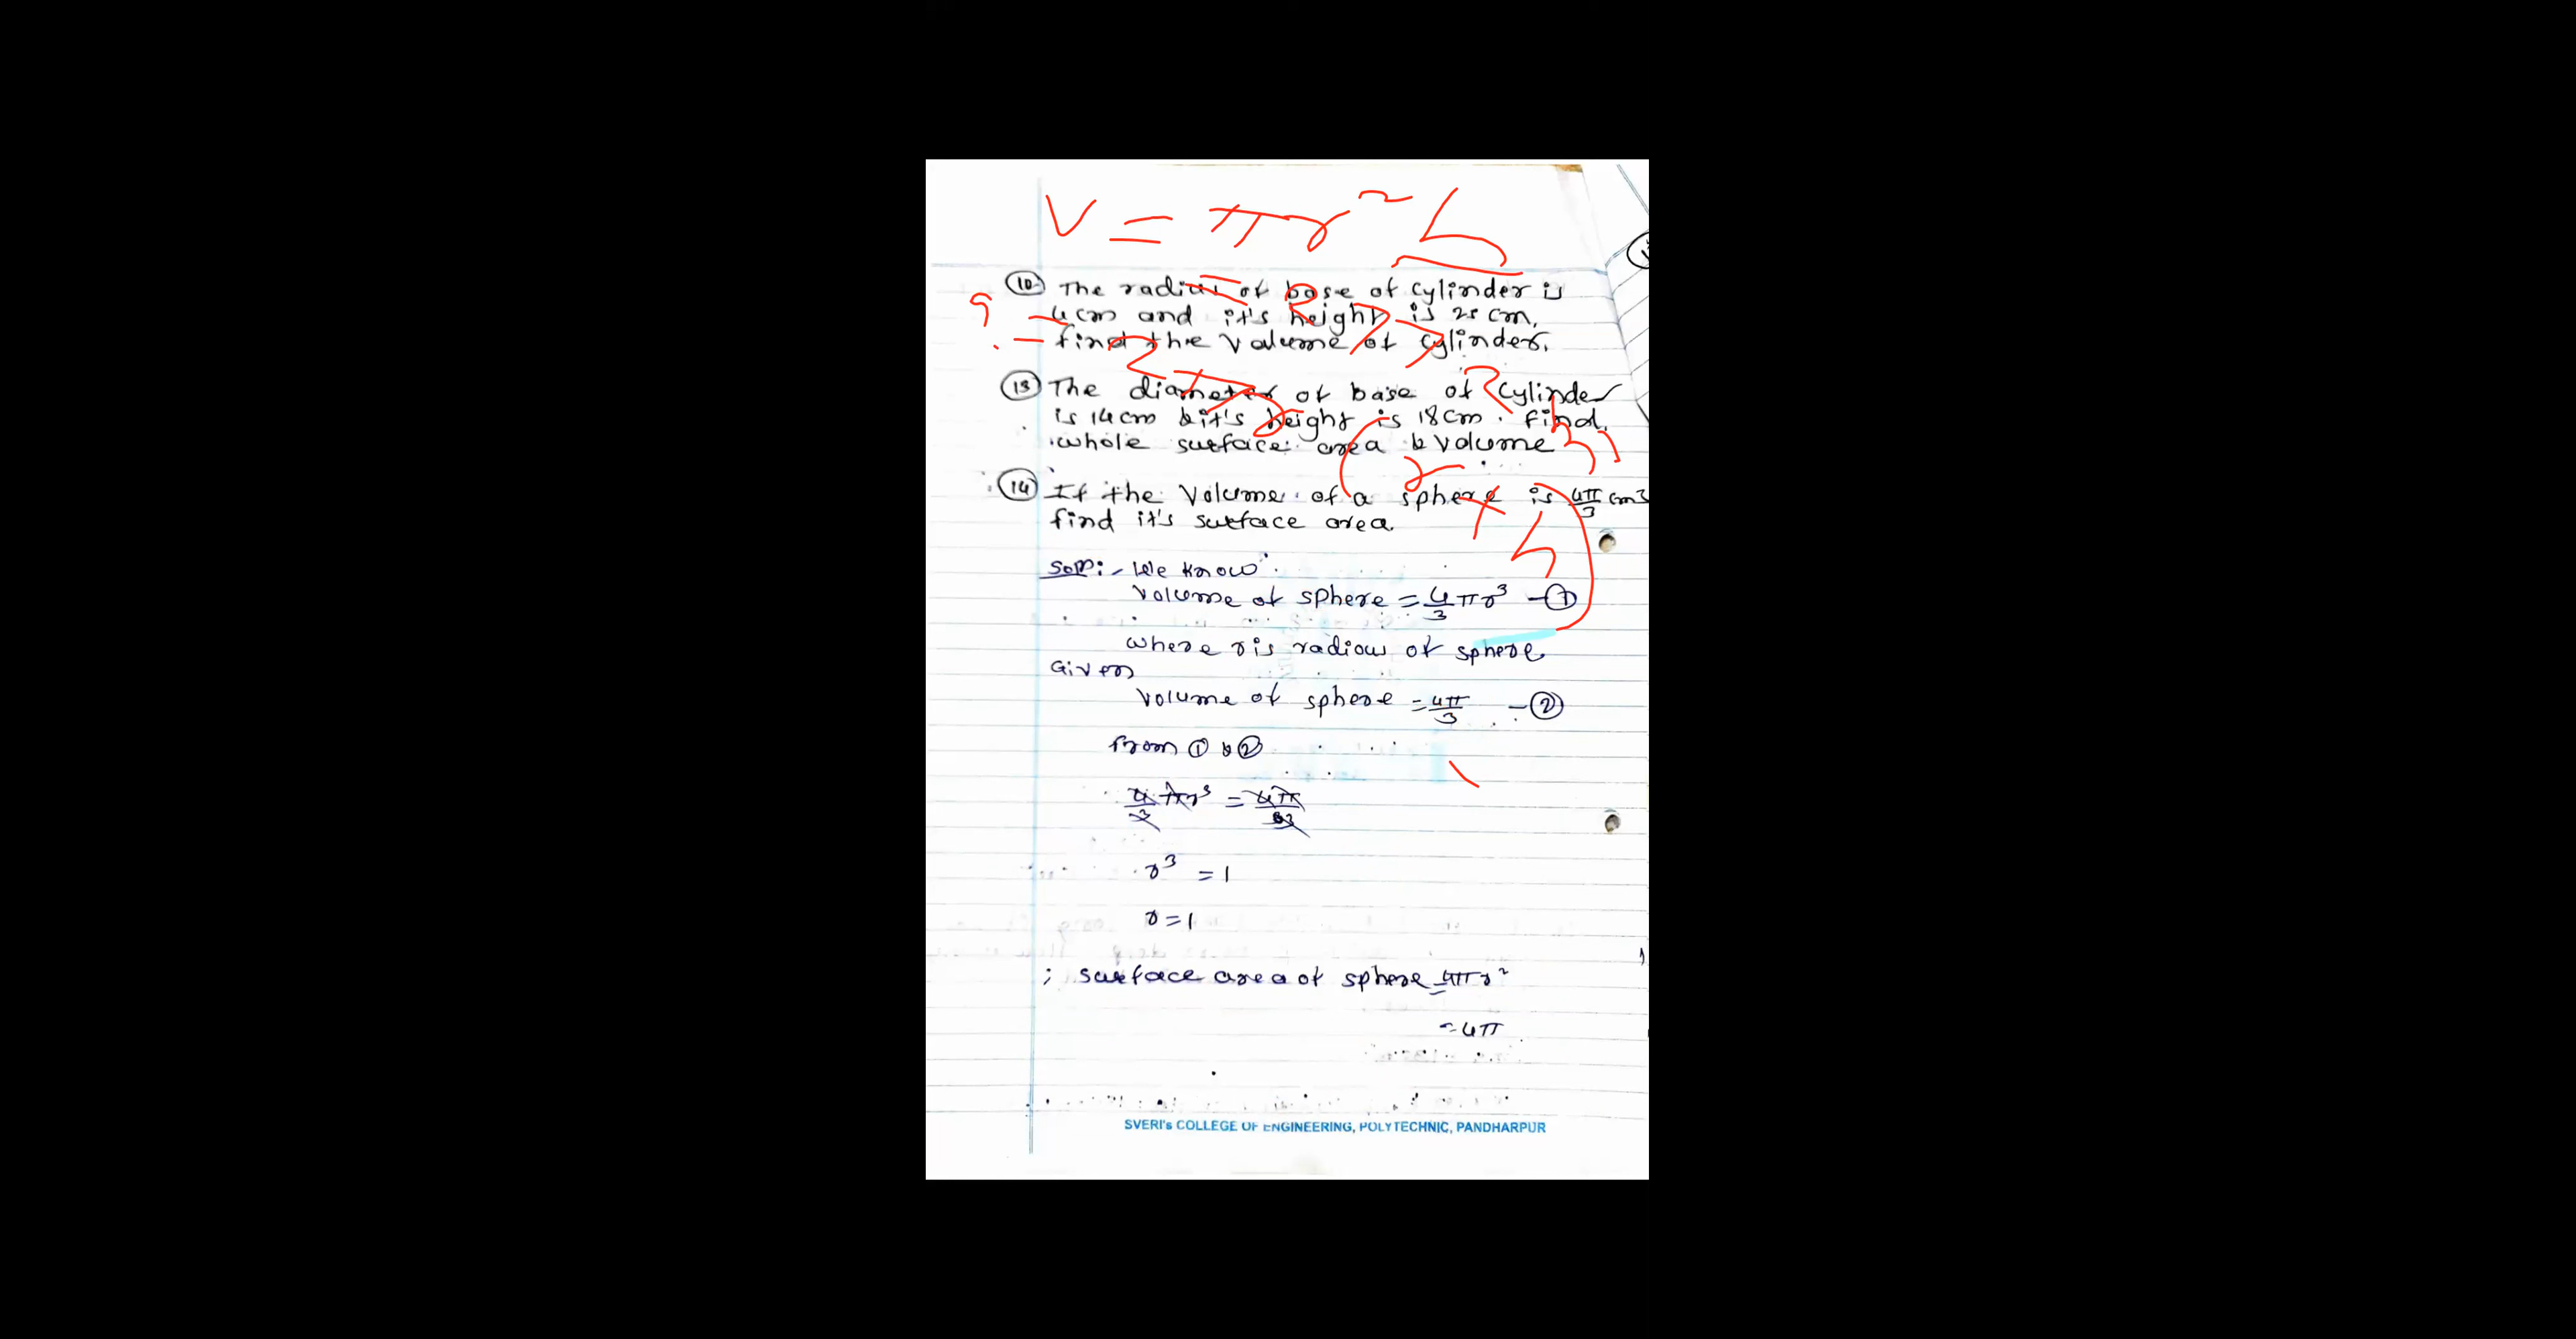 V = πr² h
⑩ The radius of base of cylinder is
4cm and it's height is 25 cm,
find the volume of cylinder.
⑬ The diameter of base of cylinder
is 14cm & it's height is 18cm. find
whole surface area & volume
⑭ If the volume of a sphere is 4π/3 cm3
find it's surface area.
Solⁿ:- We know
volume of sphere = 4/3 πr³ —①
where r is radious of sphere
Given
volume of sphere = 4π/3 —②
from ① & ②
4/3 πr³ = 4π/3
r³ = 1
r = 1
; surface area of sphere = 4πr²
= 4π
SVERI's COLLEGE OF ENGINEERING, POLYTECHNIC, PANDHARPUR